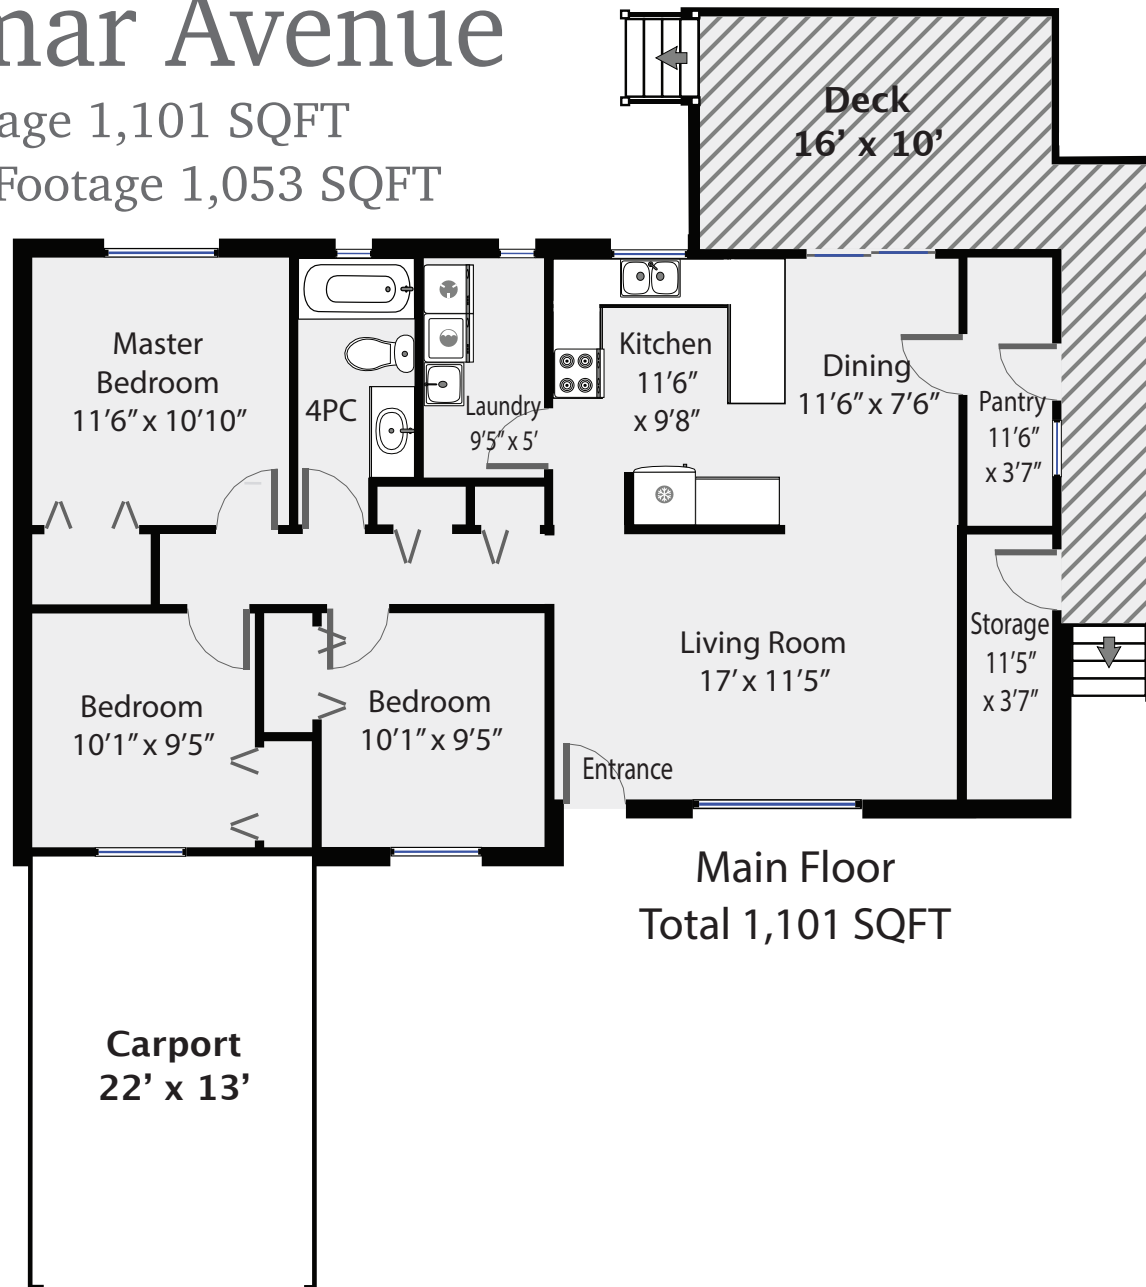 mar Avenue
age 1,101 SQFT
Footage 1,053 SQFT
Deck
16’ x 10’
Master
Bedroom
11’6” x 10’10”
4PC
Laundry
9’5” x 5’
Kitchen
11’6”
x 9’8”
Dining
11’6” x 7’6”
Pantry
11’6”
x 3’7”
Storage
11’5”
x 3’7”
Living Room
17’ x 11’5”
Bedroom
10’1” x 9’5”
Bedroom
10’1” x 9’5”
Entrance
Main Floor
Total 1,101 SQFT
Carport
22’ x 13’